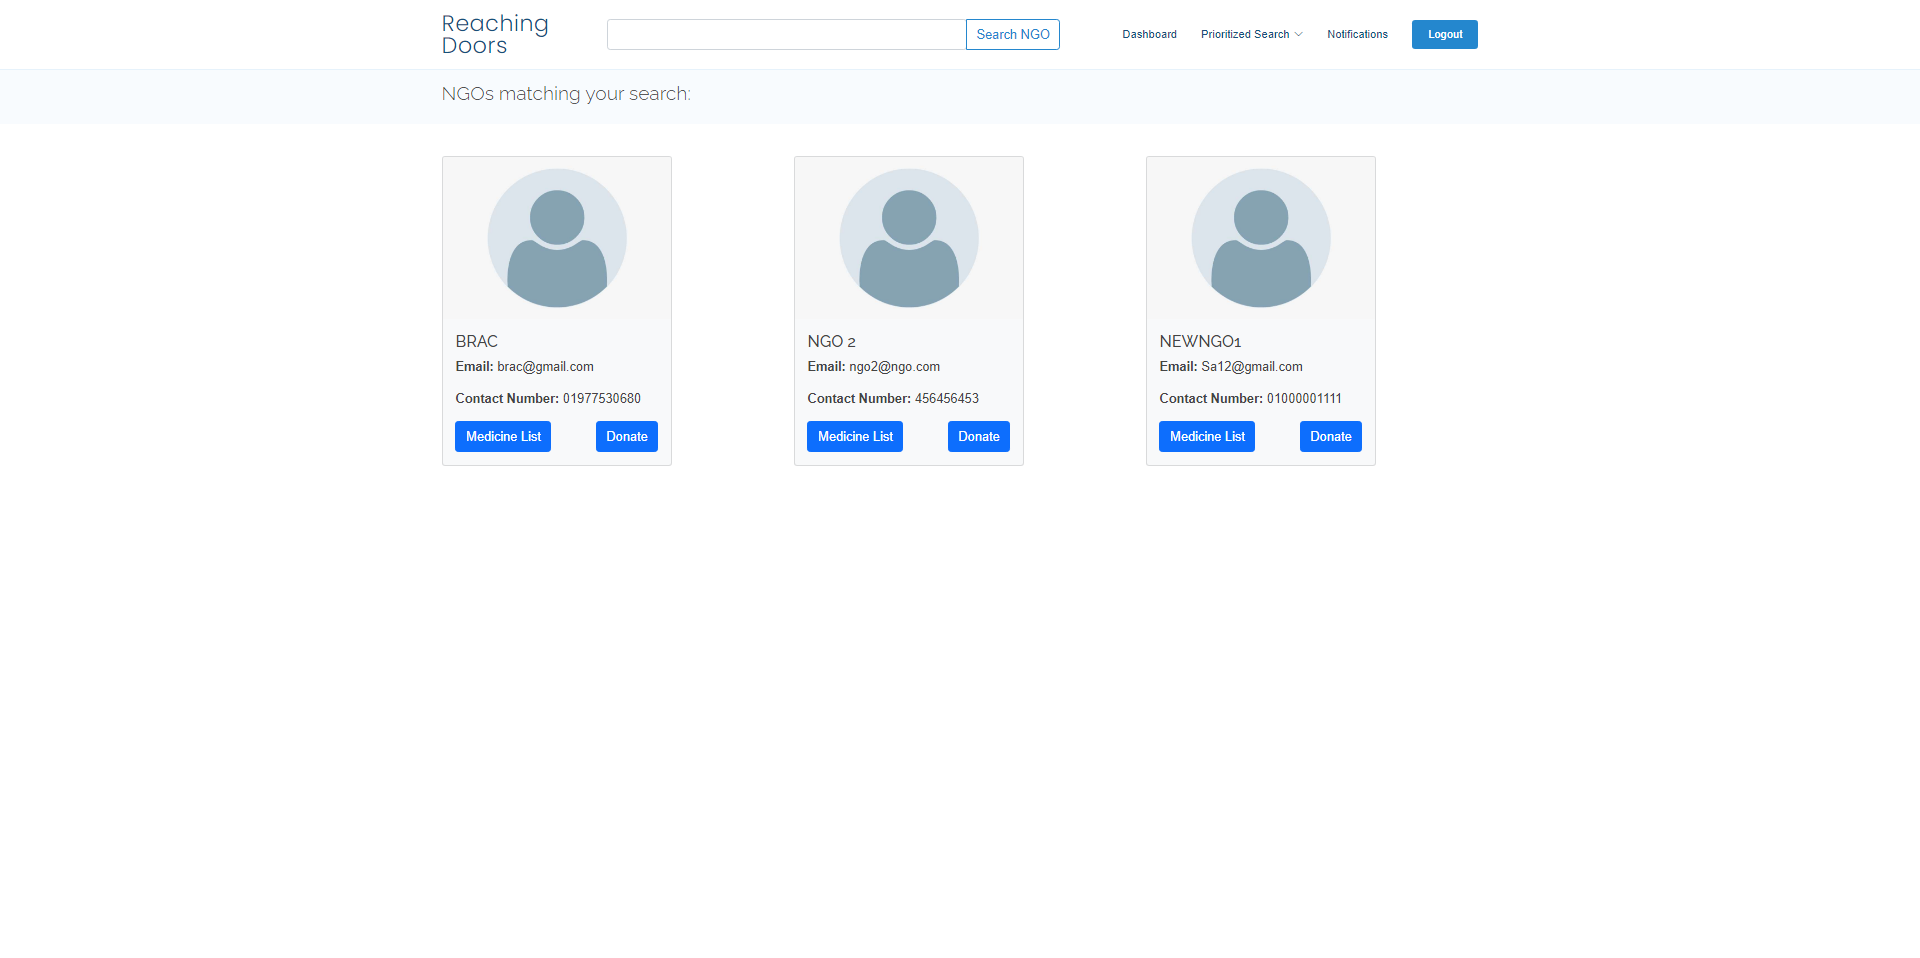 Reaching
Doors
Search NGO
Dashboard
Prioritized Search
Notifications
Logout
NGOs matching your search:
BRAC
Email: brac@gmail.com
Contact Number: 01977530680
Medicine List
Donate
NGO 2
Email: ngo2@ngo.com
Contact Number: 456456453
Medicine List
Donate
NEWNGO1
Email: Sa12@gmail.com
Contact Number: 01000001111
Medicine List
Donate